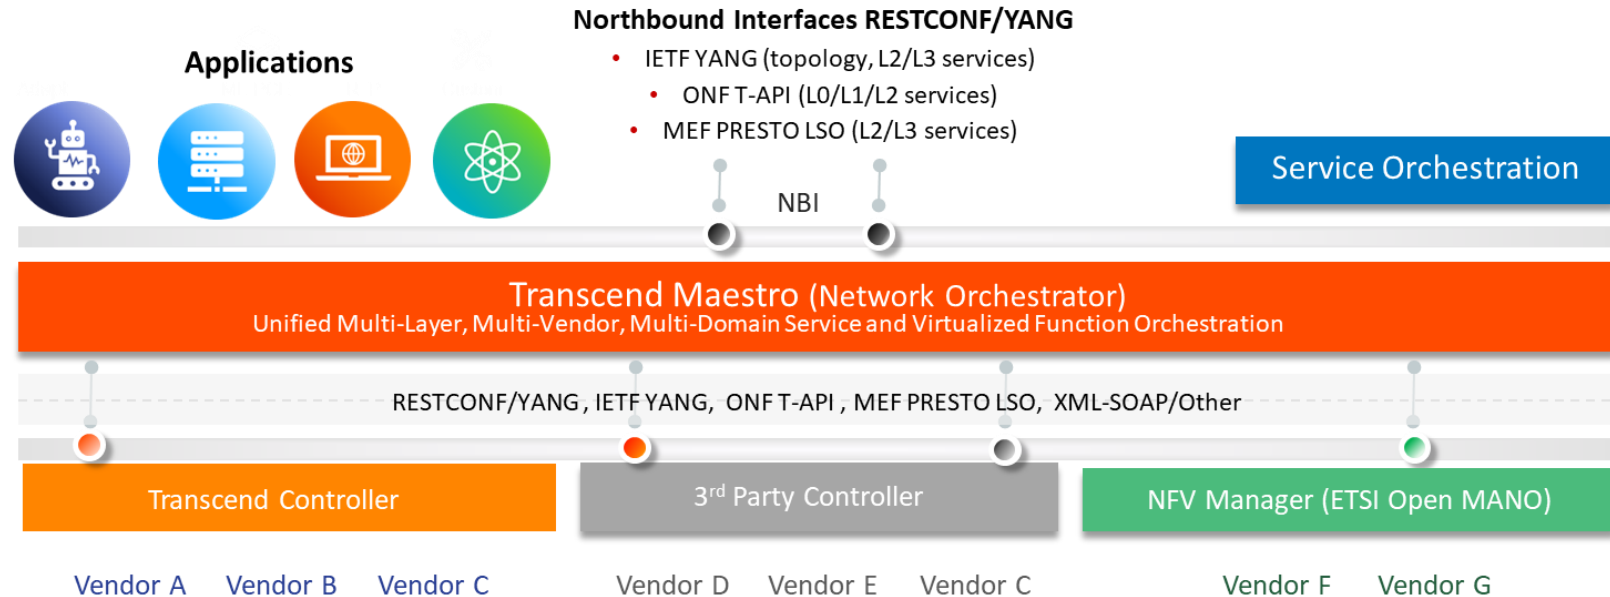 Northbound Interfaces RESTCONF/YANG
• IETF YANG (topology, L2/L3 services)
• ONF T-API (L0/L1/L2 services)
• MEF PRESTO LSO (L2/L3 services)
Applications
Service Orchestration
NBI
Transcend Maestro (Network Orchestrator)
Unified Multi-Layer, Multi-Vendor, Multi-Domain Service and Virtualized Function Orchestration
RESTCONF/YANG , IETF YANG, ONF T-API , MEF PRESTO LSO, XML-SOAP/Other
Transcend Controller
3rd Party Controller
NFV Manager (ETSI Open MANO)
Vendor A Vendor B Vendor C
Vendor D Vendor E Vendor C
Vendor F Vendor G